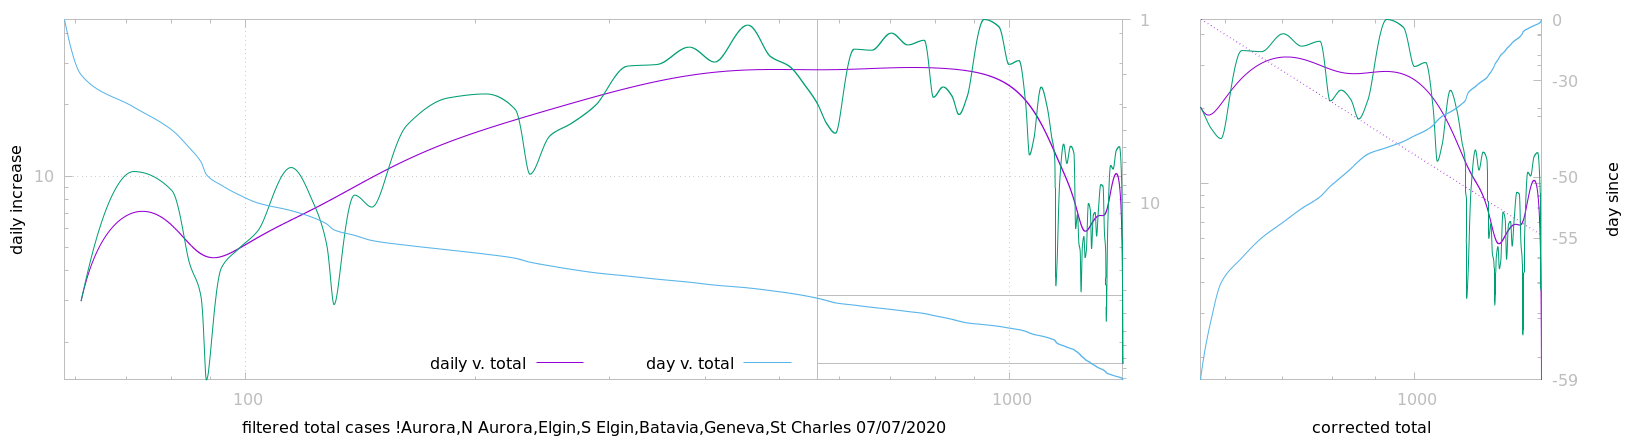 1
0
-30
10
-50
10
-55
daily increase
day since
daily v. total
day v. total
-59
100
1000
1000
filtered total cases !Aurora,N Aurora,Elgin,S Elgin,Batavia,Geneva,St Charles 07/07/2020
corrected total